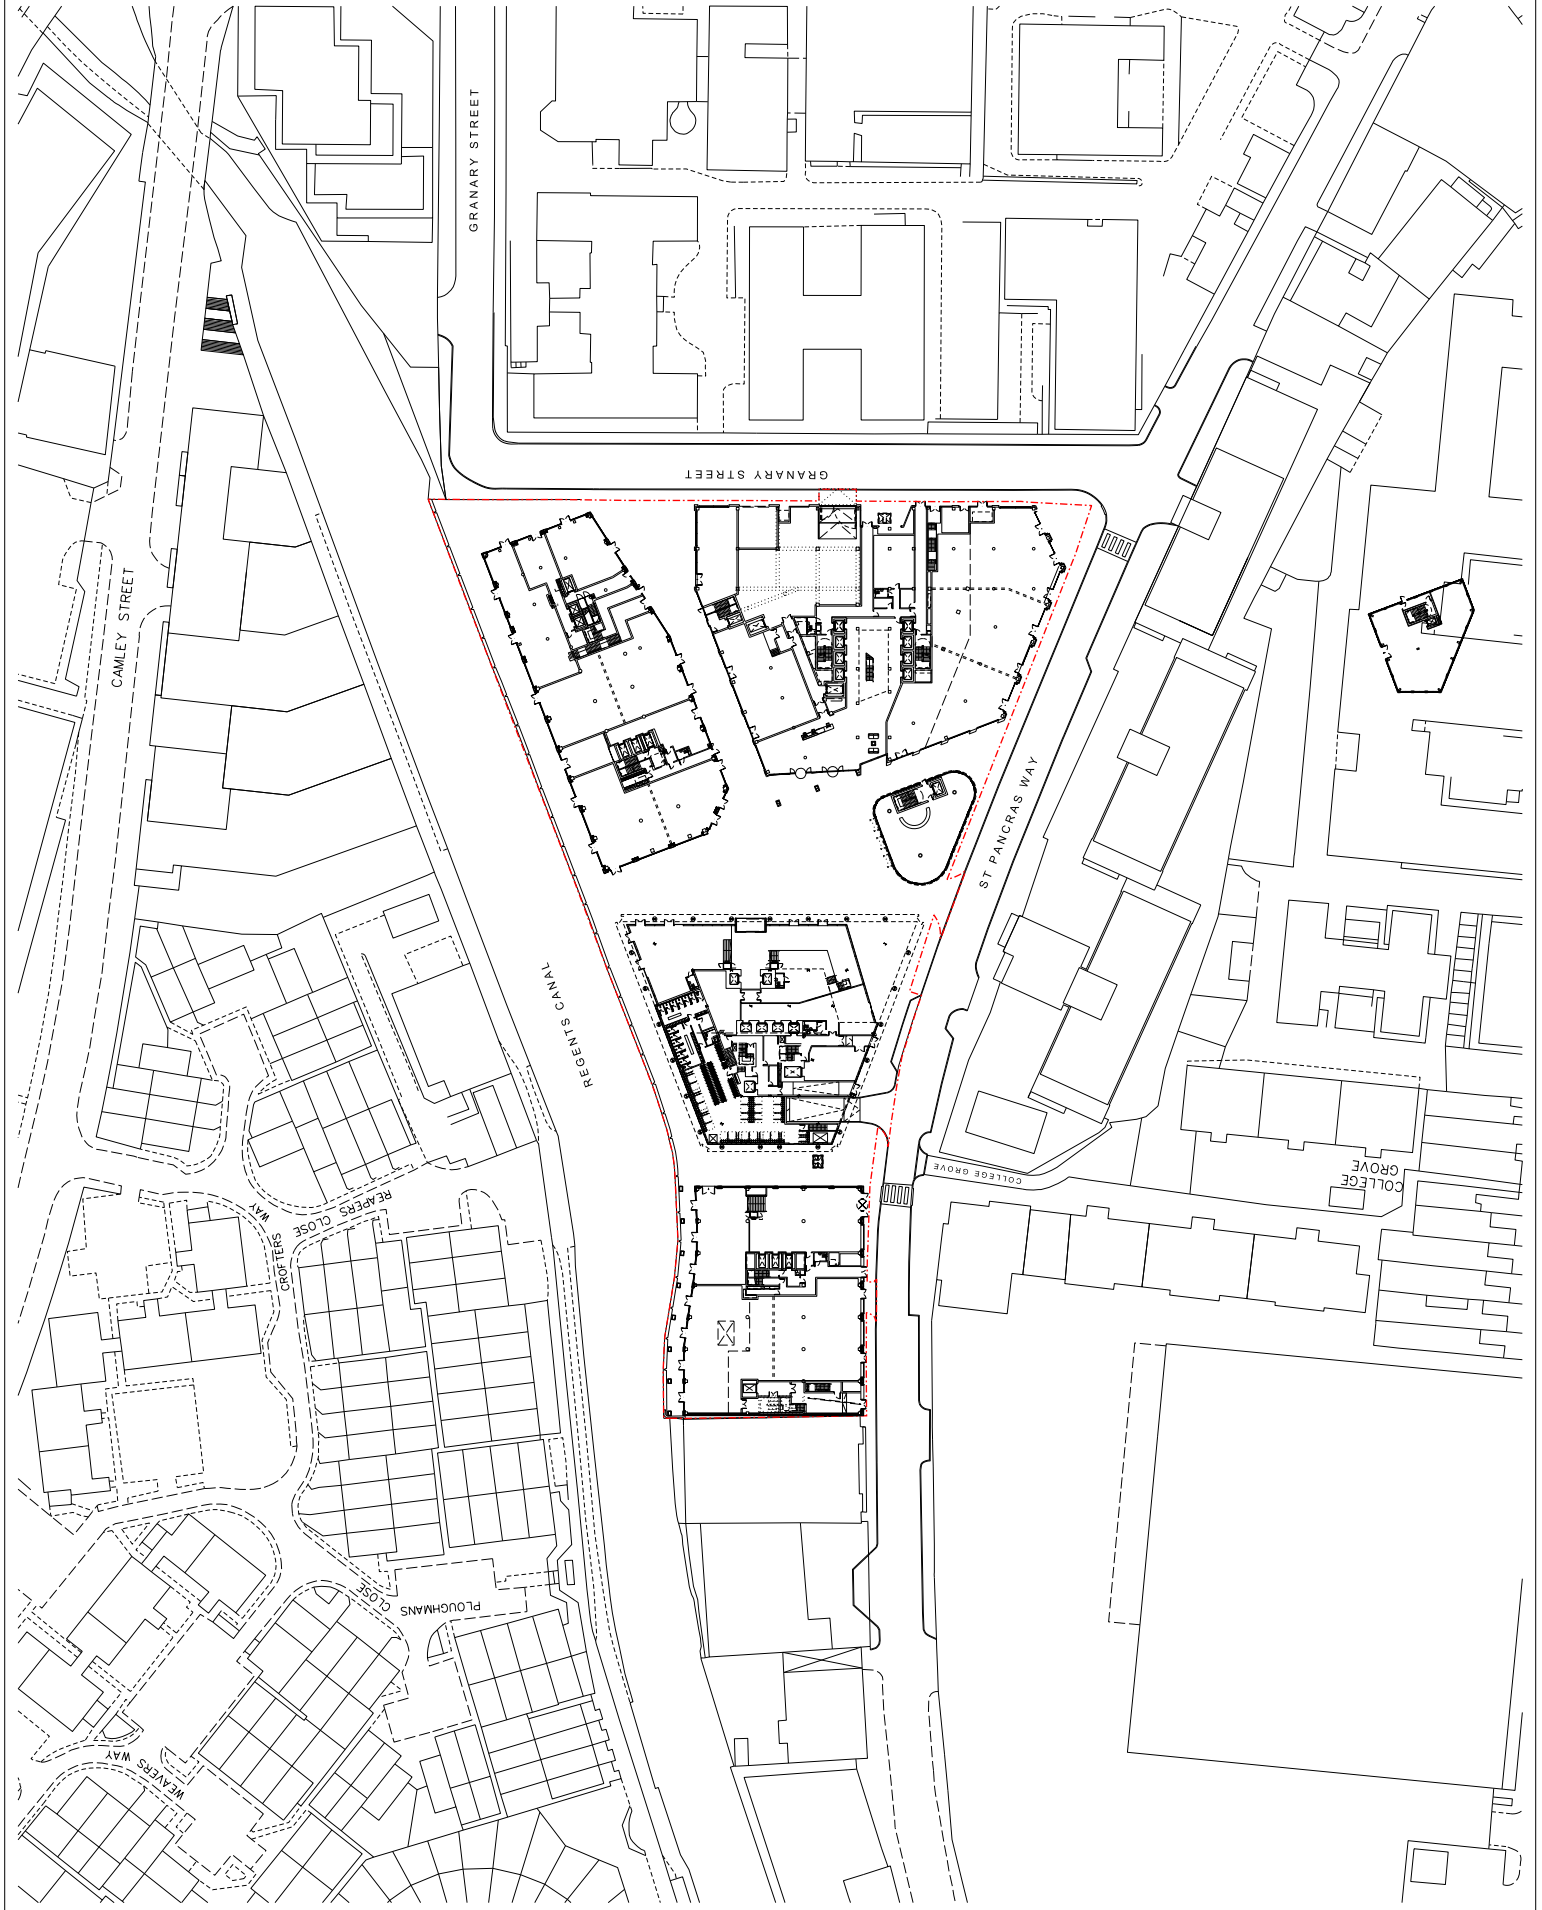 GRANARY STREET
GRANARY STREET
CAMLEY STREET
ST PANCRAS WAY
REGENTS CANAL
COLLEGE GROVE
COLLEGE
GROVE
REAPERS CLOSE
CROFTERS
WAY
PLOUGHMANS
CLOSE
WEAVERS WAY